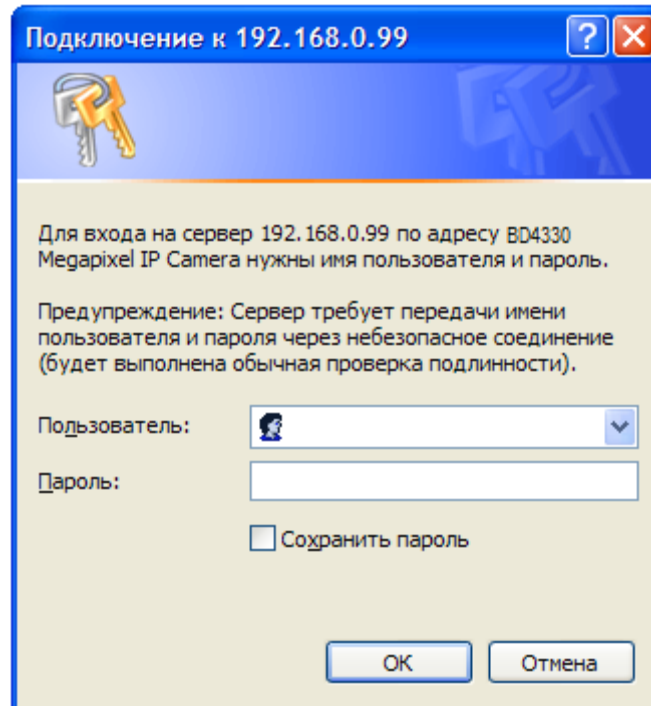 Подключение к 192.168.0.99
Для входа на сервер 192.168.0.99 по адресу BD4330
Megapixel IP Camera нужны имя пользователя и пароль.
Предупреждение: Сервер требует передачи имени
пользователя и пароля через небезопасное соединение
(будет выполнена обычная проверка подлинности).
Пользователь:
Пароль:
Сохранить пароль
ОК Отмена